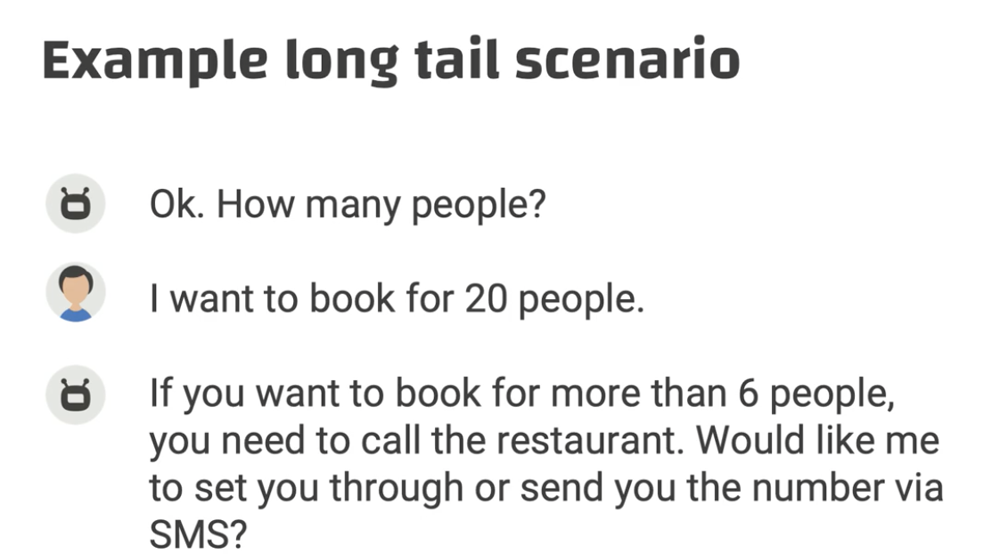 Example long tail scenario
Ok. How many people?
I want to book for 20 people.
If you want to book for more than 6 people,
you need to call the restaurant. Would like me
to set you through or send you the number via
SMS?